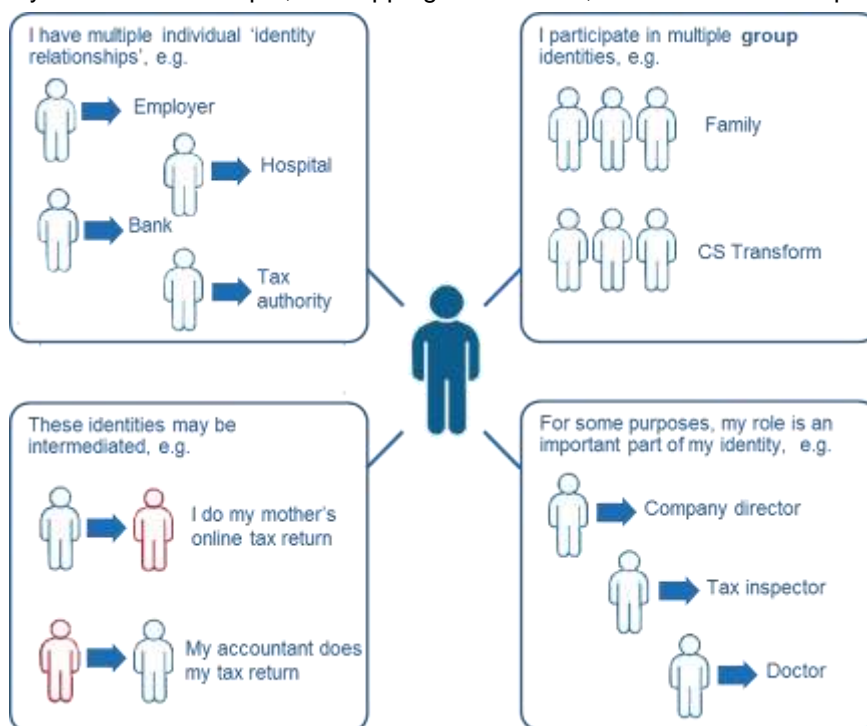 I have multiple individual ‘identity
relationships’, e.g.
Employer
Hospital
Bank
Tax
authority
I participate in multiple group
identities, e.g.
Family
CS Transform
These identities may be
intermediated, e.g.
I do my mother’s
online tax return
My accountant does
my tax return
For some purposes, my role is an
important part of my identity, e.g.
Company director
Tax inspector
Doctor